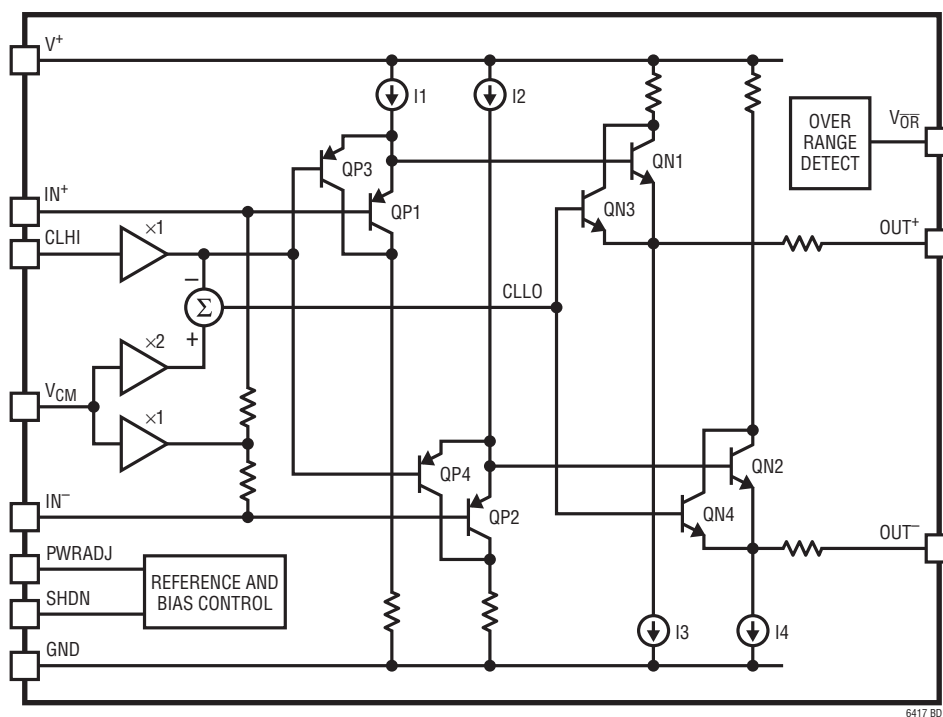 V+
I1
I2
OVER
RANGE
DETECT
V̅O̅R̅
QP3
QN1
IN+
QP1
QN3
CLHI
×1
OUT+
−
Σ
CLLO
+
×2
VCM
×1
QP4
QN2
IN−
QP2
QN4
OUT−
PWRADJ
REFERENCE AND
BIAS CONTROL
SHDN
I3
I4
GND
6417 BD